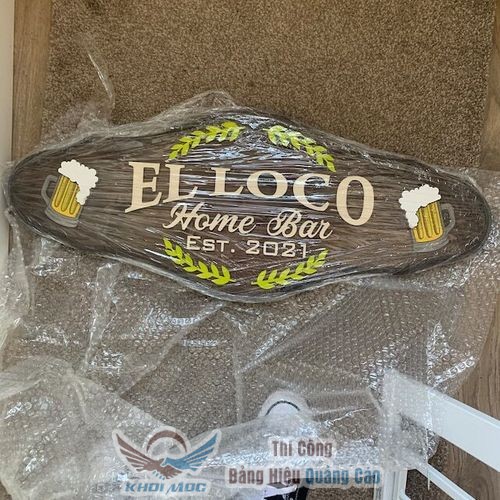 EL LOCO
Home Bar
EST. 2021
Thi Công
Bảng Hiệu Quảng Cáo
KHOI MOC